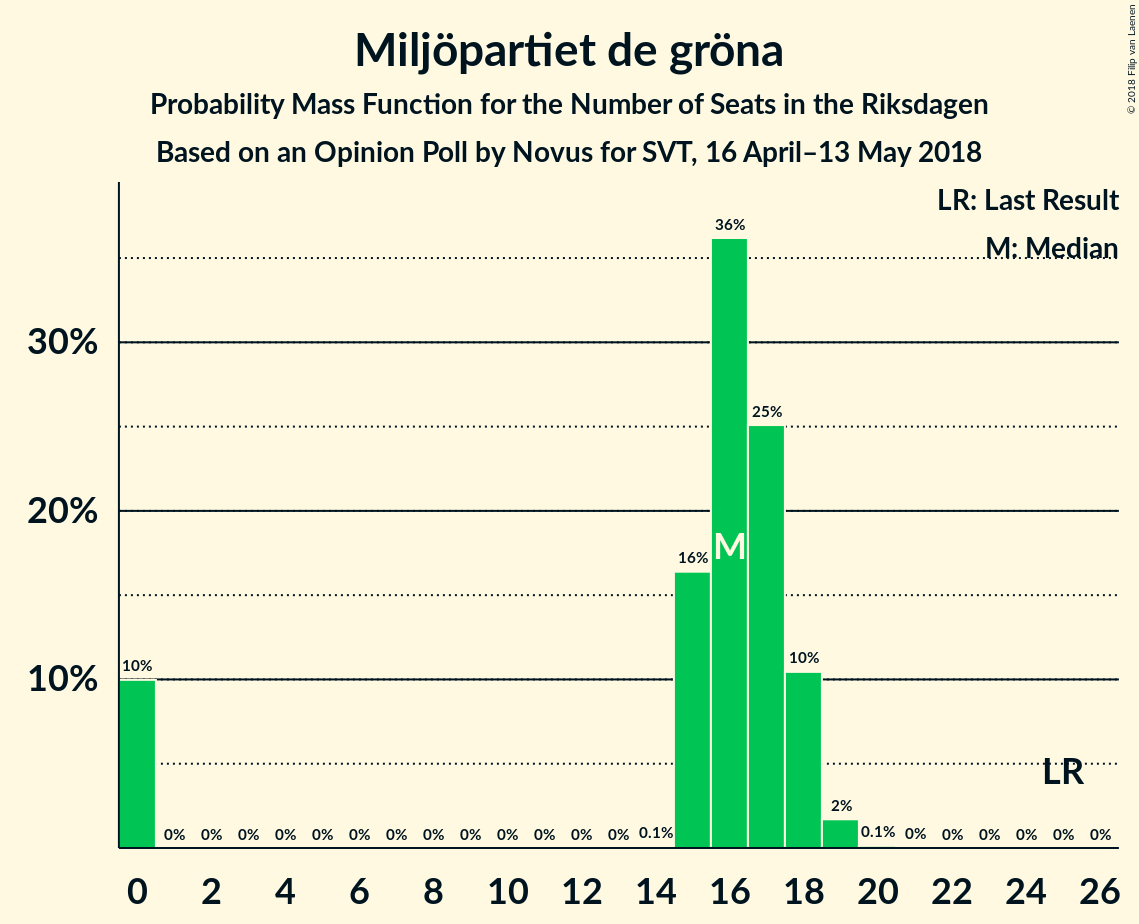 Miljöpartiet de gröna
Probability Mass Function for the Number of Seats in the Riksdagen
Based on an Opinion Poll by Novus for SVT, 16 April–13 May 2018
© 2018 Filip van Laenen
LR: Last Result
M: Median
36%
30%
25%
20%
16%
M
10%
10%
10%
LR
2%
0% 0% 0% 0% 0% 0% 0% 0% 0% 0% 0% 0% 0% 0.1% 0.1% 0% 0% 0% 0% 0% 0%
0 2 4 6 8 10 12 14 16 18 20 22 24 26